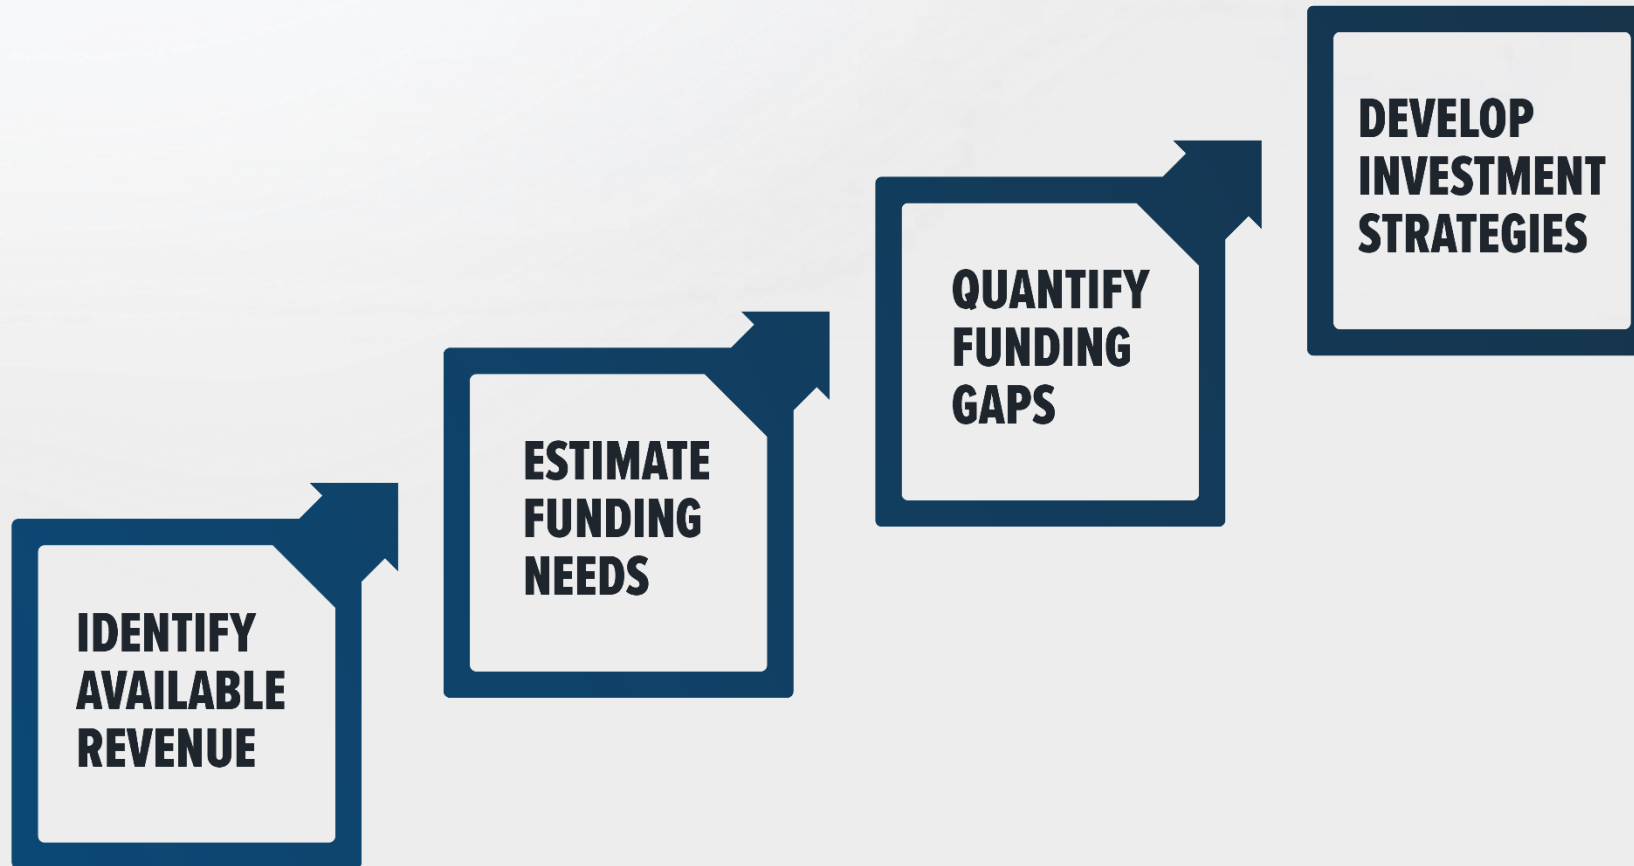 IDENTIFY
AVAILABLE
REVENUE
ESTIMATE
FUNDING
NEEDS
QUANTIFY
FUNDING
GAPS
DEVELOP
INVESTMENT
STRATEGIES